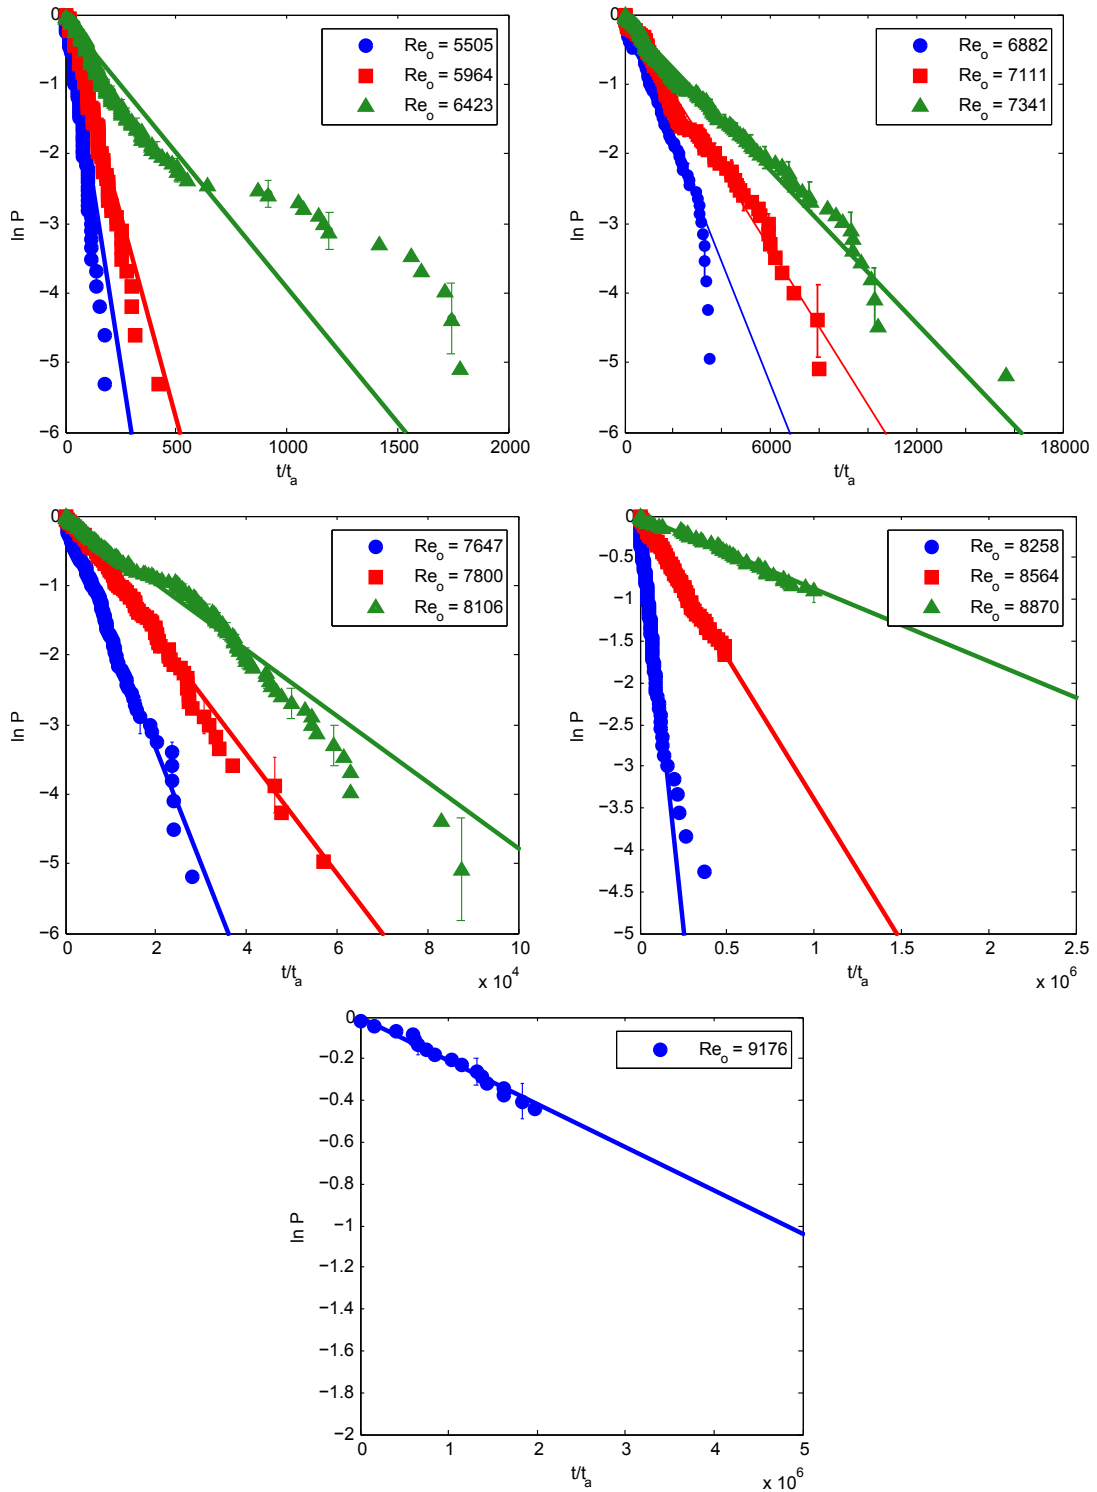 0
−1
−2
−3
−4
−5
−6
ln P
0
500
1000
1500
2000
t/ta
Reo = 5505
Reo = 5964
Reo = 6423
0
−1
−2
−3
−4
−5
−6
ln P
0
6000
12000
18000
t/ta
Reo = 6882
Reo = 7111
Reo = 7341
0
−1
−2
−3
−4
−5
−6
ln P
0
2
4
6
8
10
t/ta
x 10^4
Reo = 7647
Reo = 7800
Reo = 8106
0
−0.5
−1
−1.5
−2
−2.5
−3
−3.5
−4
−4.5
−5
ln P
0
0.5
1
1.5
2
2.5
t/ta
x 10^6
Reo = 8258
Reo = 8564
Reo = 8870
0
−0.2
−0.4
−0.6
−0.8
−1
−1.2
−1.4
−1.6
−1.8
−2
ln P
0
1
2
3
4
5
t/ta
x 10^6
Reo = 9176